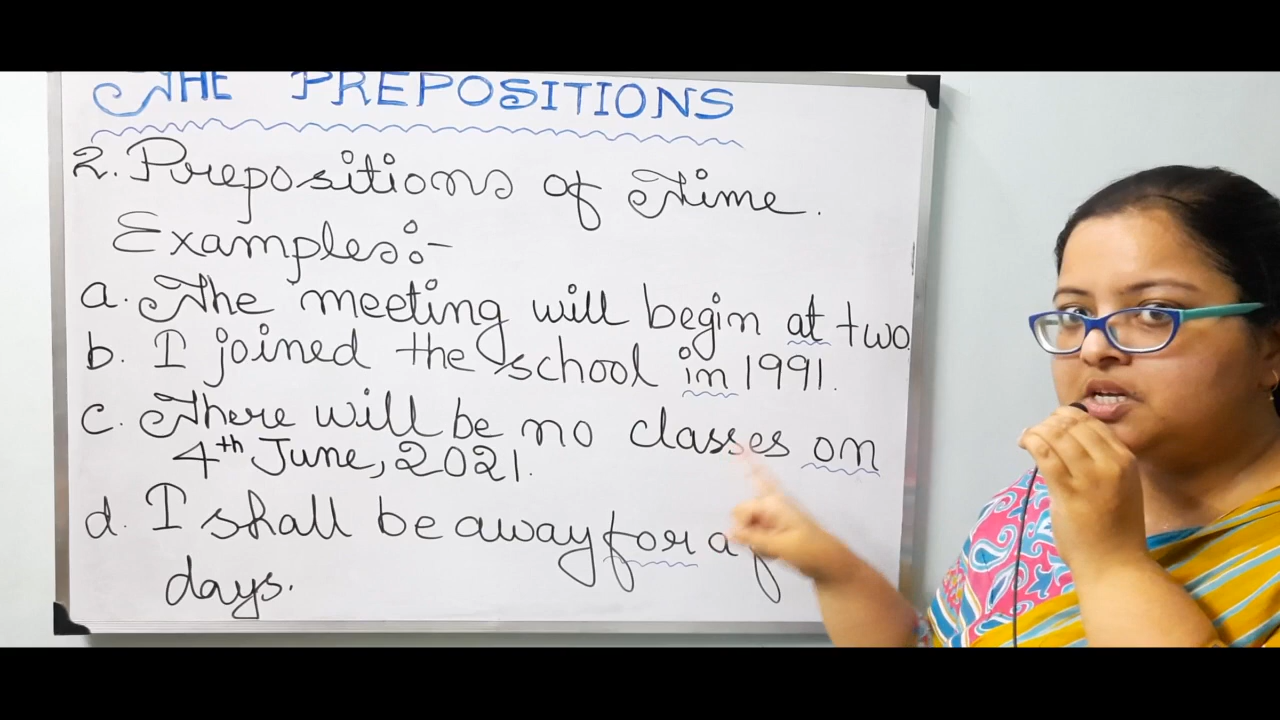 THE PREPOSITIONS
2. Prepositions of Time.
Examples:-
a. The meeting will begin at two
b. I joined the school in 1991.
c. There will be no classes on
4th June, 2021.
d. I shall be away for a
days.